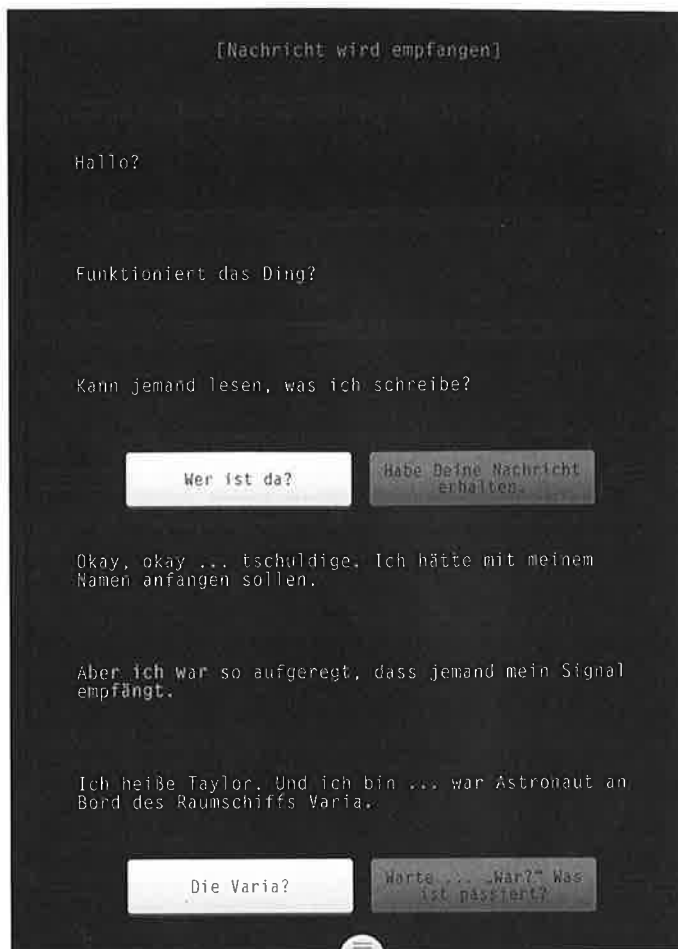 [Nachricht wird empfangen]
Hallo?
Funktioniert das Ding?
Kann jemand lesen, was ich schreibe?
Wer ist da?
Habe Deine Nachricht
erhalten.
Okay, okay ... tschuldige. Ich hätte mit meinem
Namen anfangen sollen.
Aber ich war so aufgeregt, dass jemand mein Signal
empfängt.
Ich heiße Taylor. Und ich bin ... war Astronaut an
Bord des Raumschiffs Varia.
Die Varia?
Warte ... „War?“ Was
ist passiert?